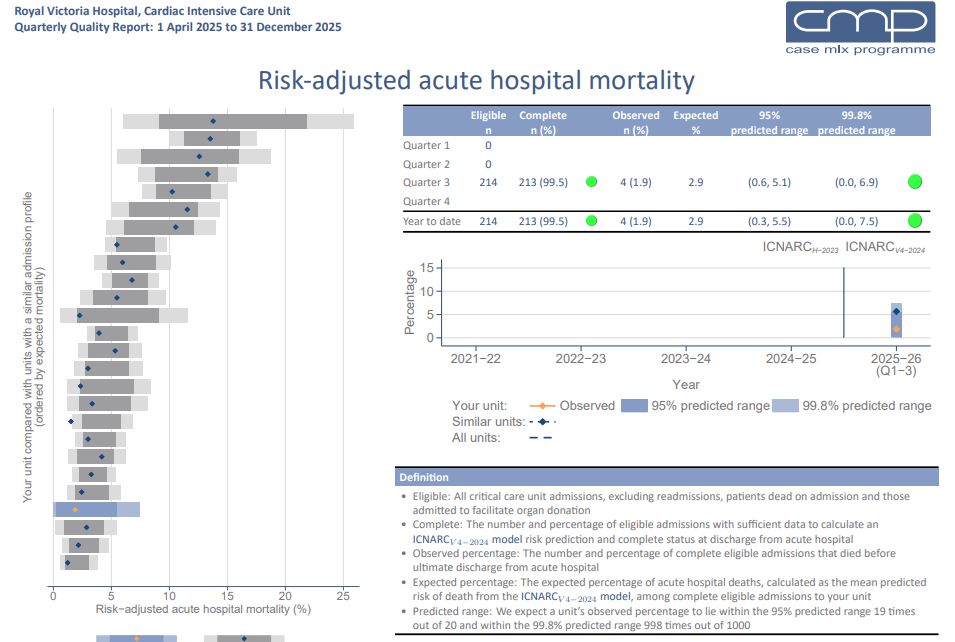 Royal Victoria Hospital, Cardiac Intensive Care Unit
Quarterly Quality Report: 1 April 2025 to 31 December 2025
cmp
case mix programme
Risk-adjusted acute hospital mortality
Your unit compared with units with a similar admission profile
(ordered by expected mortality)
0 5 10 15 20 25
Risk−adjusted acute hospital mortality (%)
Eligible Complete Observed Expected 95% 99.8%
n n (%) n (%) % predicted range predicted range
Quarter 1 0
Quarter 2 0
Quarter 3 214 213 (99.5) 4 (1.9) 2.9 (0.6, 5.1) (0.0, 6.9)
Quarter 4
Year to date 214 213 (99.5) 4 (1.9) 2.9 (0.3, 5.5) (0.0, 7.5)
ICNARCH−2023 ICNARCV4−2024
Percentage
15
10
5
0
2021−22 2022−23 2023−24 2024−25 2025−26
(Q1−3)
Year
Your unit: Observed 95% predicted range 99.8% predicted range
Similar units:
All units:
Definition
• Eligible: All critical care unit admissions, excluding readmissions, patients dead on admission and those
admitted to facilitate organ donation
• Complete: The number and percentage of eligible admissions with sufficient data to calculate an
ICNARCV4−2024 model risk prediction and complete status at discharge from acute hospital
• Observed percentage: The number and percentage of complete eligible admissions that died before
ultimate discharge from acute hospital
• Expected percentage: The expected percentage of acute hospital deaths, calculated as the mean predicted
risk of death from the ICNARCV4−2024 model, among complete eligible admissions to your unit
• Predicted range: We expect a unit's observed percentage to lie within the 95% predicted range 19 times
out of 20 and within the 99.8% predicted range 998 times out of 1000